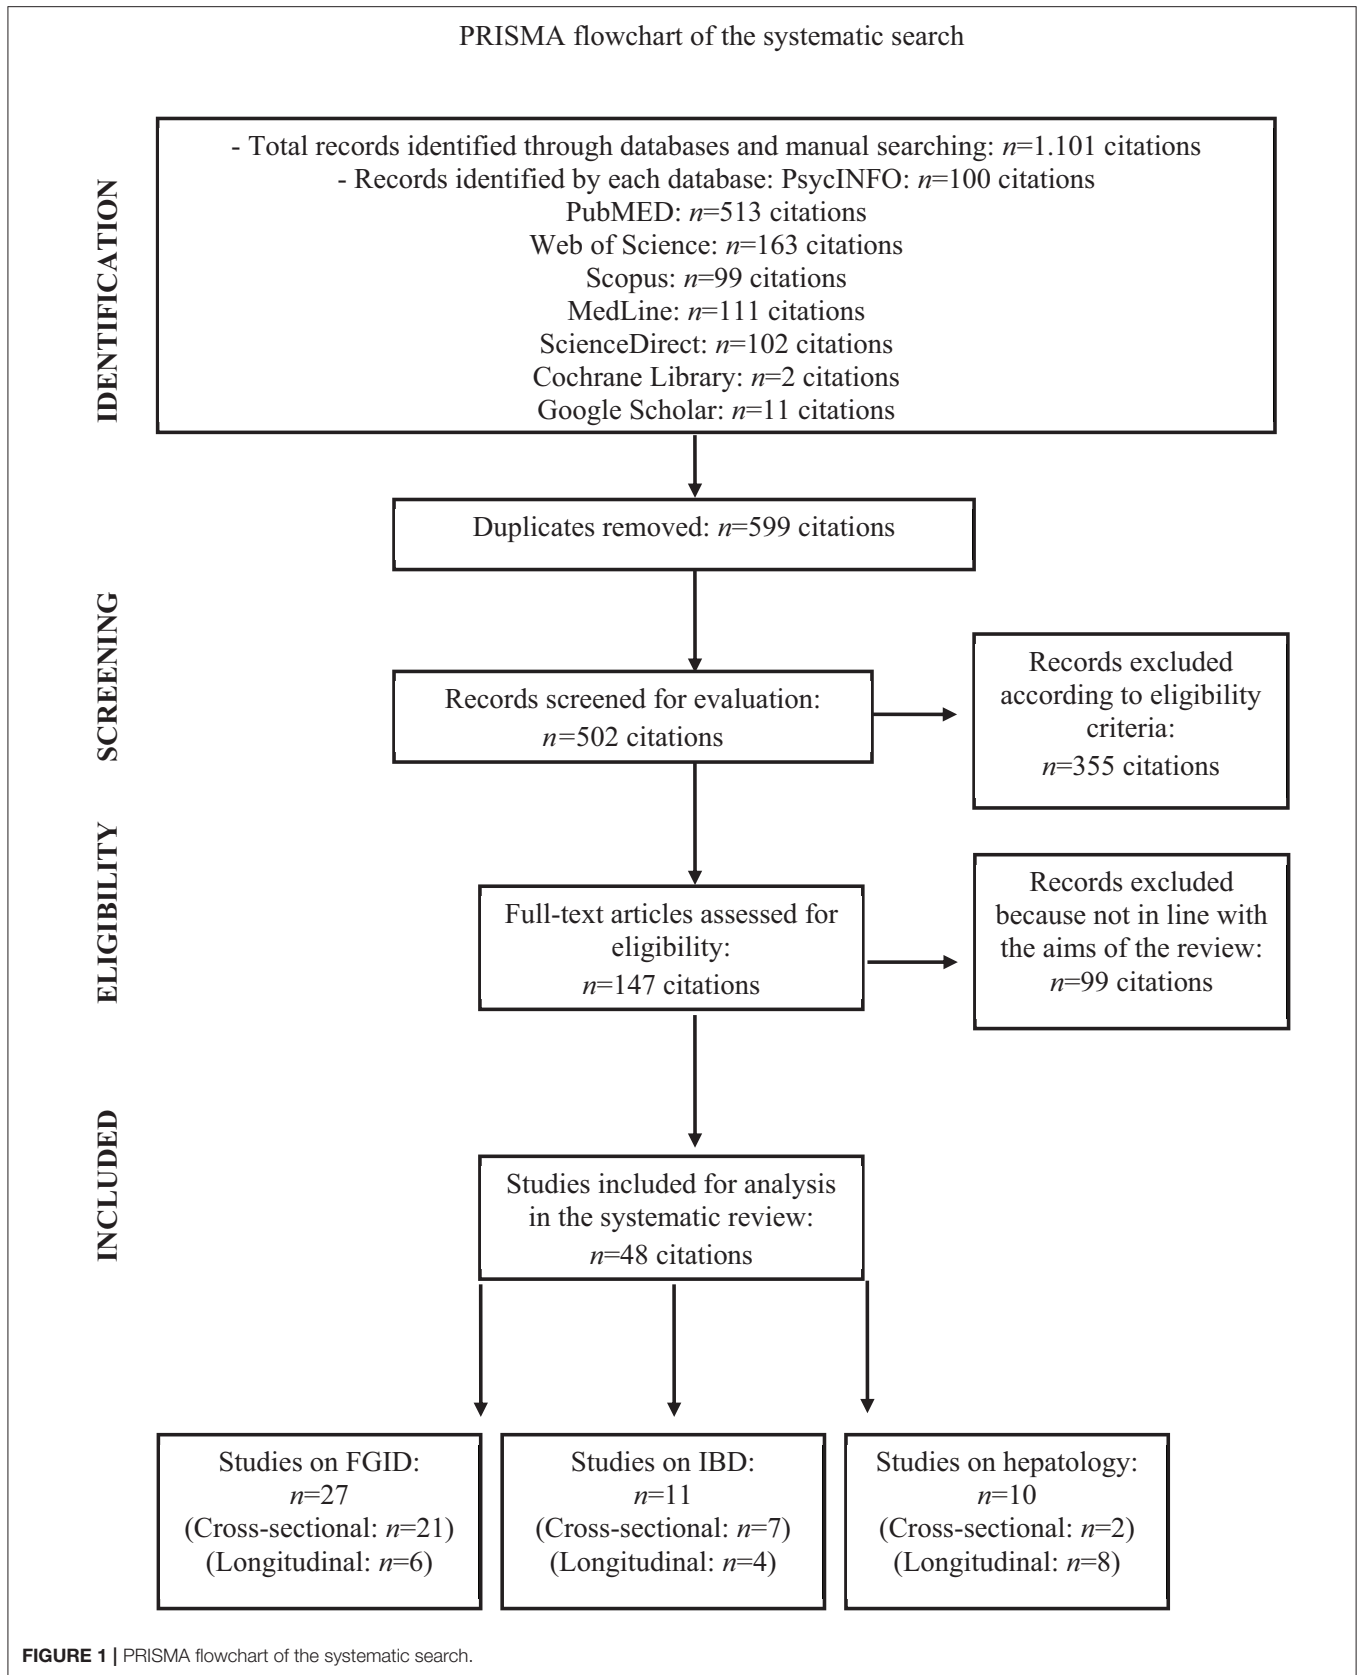 PRISMA flowchart of the systematic search
- Total records identified through databases and manual searching: n=1.101 citations
- Records identified by each database: PsycINFO: n=100 citations
PubMED: n=513 citations
Web of Science: n=163 citations
Scopus: n=99 citations
MedLine: n=111 citations
ScienceDirect: n=102 citations
Cochrane Library: n=2 citations
Google Scholar: n=11 citations
IDENTIFICATION
Duplicates removed: n=599 citations
SCREENING
Records screened for evaluation:
n=502 citations
Records excluded
according to eligibility
criteria:
n=355 citations
ELIGIBILITY
Full-text articles assessed for
eligibility:
n=147 citations
Records excluded
because not in line with
the aims of the review:
n=99 citations
INCLUDED
Studies included for analysis
in the systematic review:
n=48 citations
Studies on FGID:
n=27
(Cross-sectional: n=21)
(Longitudinal: n=6)
Studies on IBD:
n=11
(Cross-sectional: n=7)
(Longitudinal: n=4)
Studies on hepatology:
n=10
(Cross-sectional: n=2)
(Longitudinal: n=8)
FIGURE 1 | PRISMA flowchart of the systematic search.